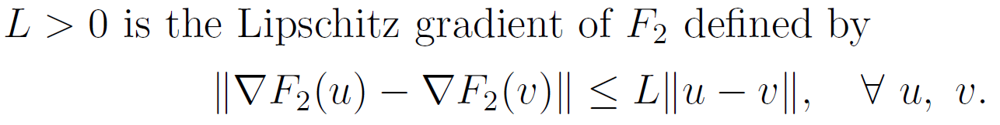 L > 0 is the Lipschitz gradient of F₂ defined by
‖∇F₂(u) − ∇F₂(v)‖ ≤ L‖u − v‖, ∀ u, v.